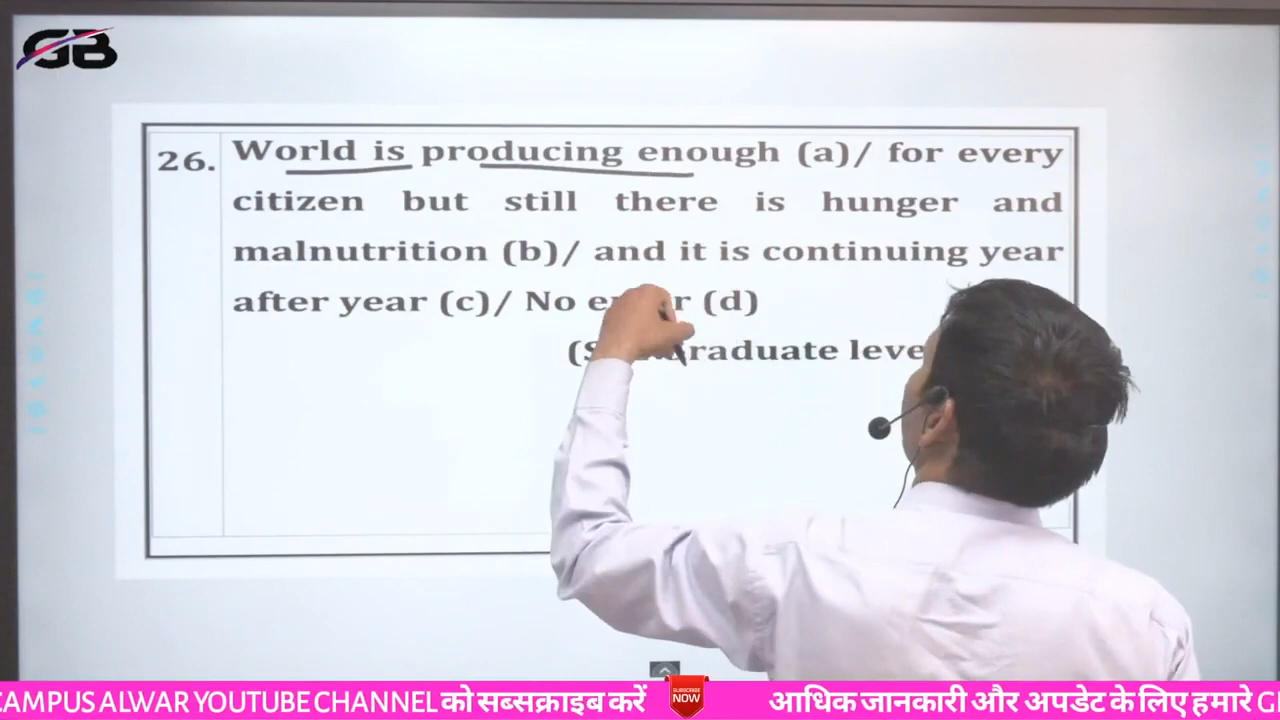 GB
26. World is producing enough (a)/ for every
citizen but still there is hunger and
malnutrition (b)/ and it is continuing year
after year (c)/ No (d)
CAMPUS ALWAR YOUTUBE CHANNEL को सब्सक्राइब करें SUBSCRIBE NOW आधिक जानकारी और अपडेट के लिए हमारे